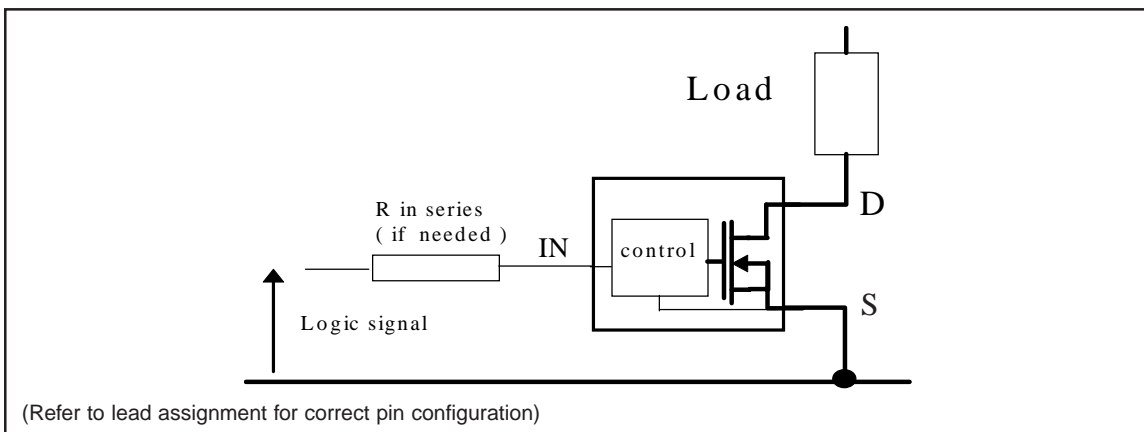 Load
D
R in series
( if needed )
IN
control
S
Logic signal
(Refer to lead assignment for correct pin configuration)